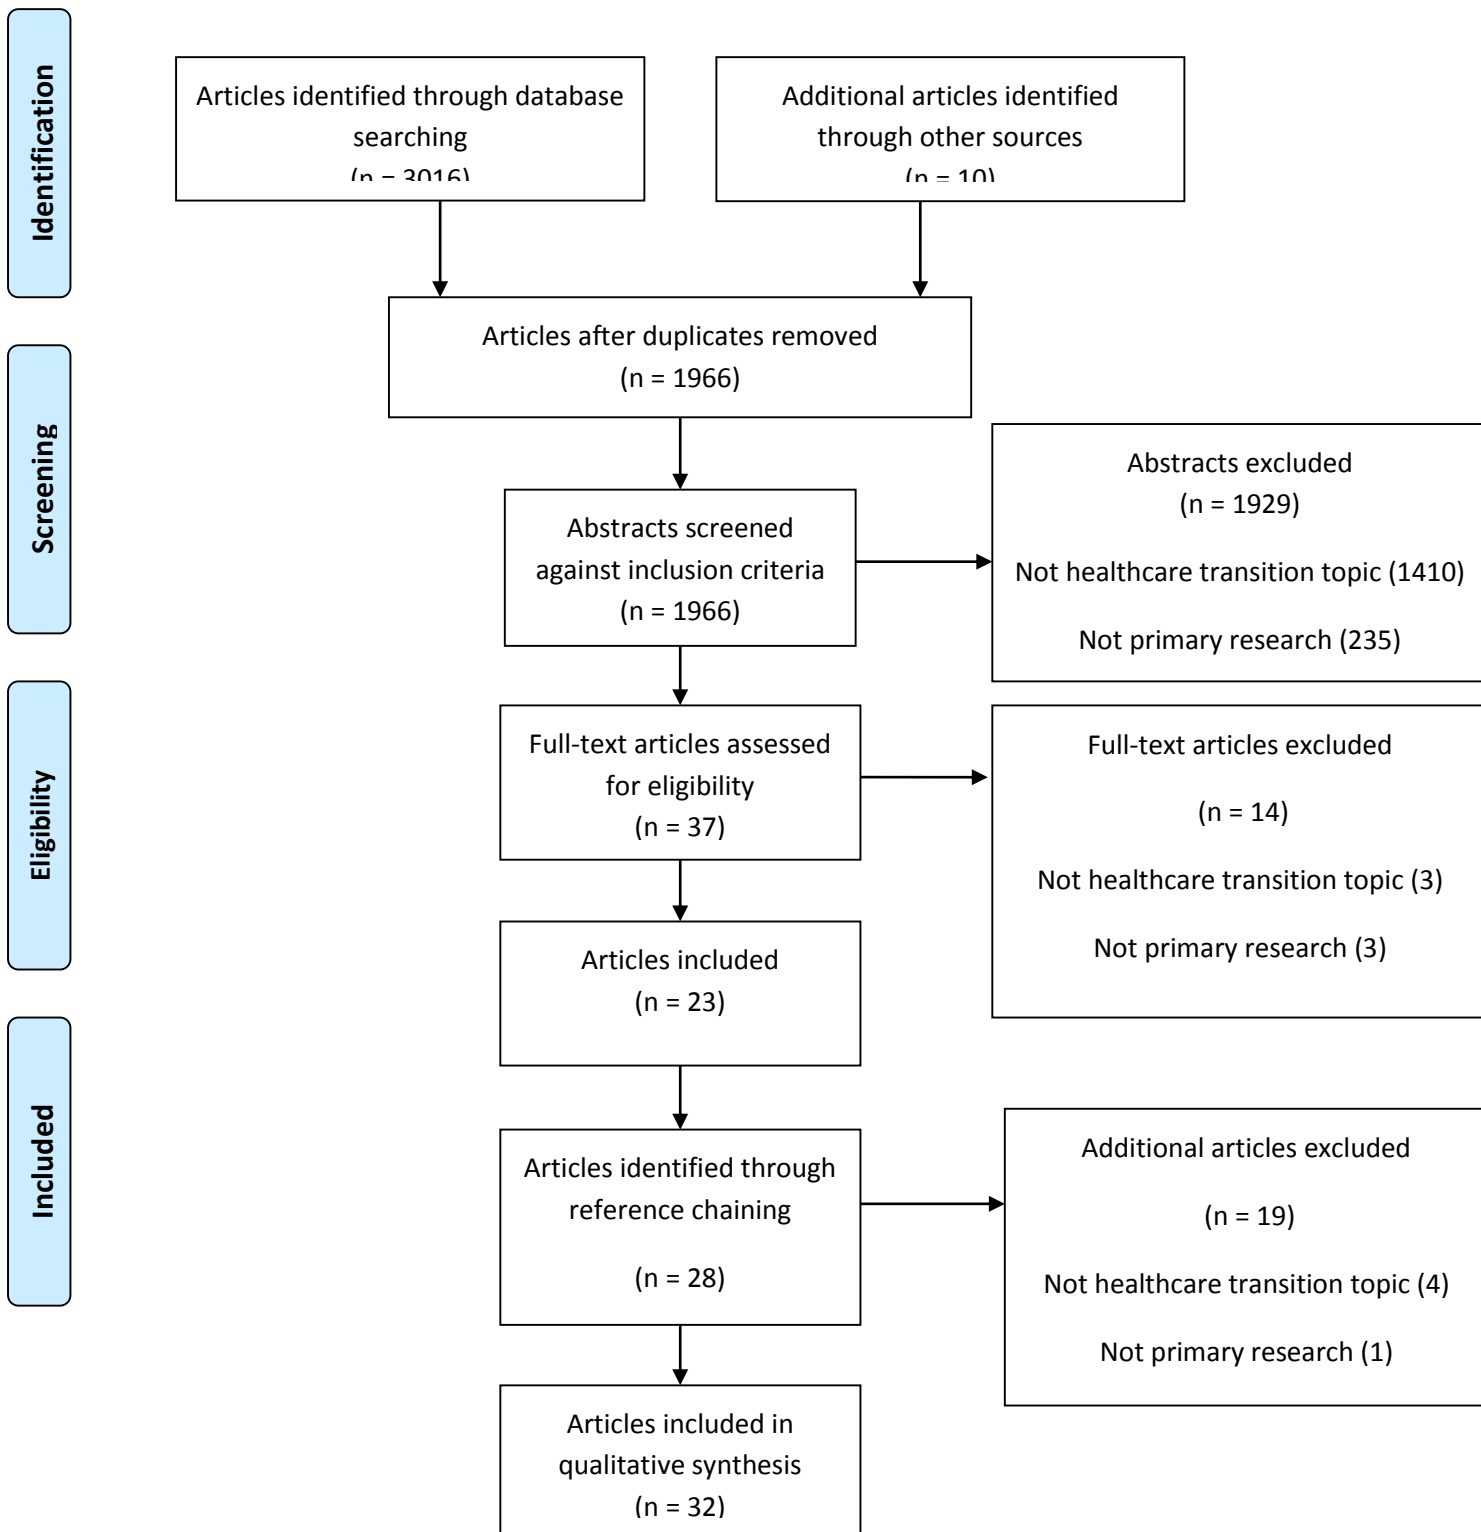 Identification
Articles identified through database
searching
(n = 3016)
Additional articles identified
through other sources
(n = 10)
Articles after duplicates removed
(n = 1966)
Screening
Abstracts screened
against inclusion criteria
(n = 1966)
Abstracts excluded
(n = 1929)
Not healthcare transition topic (1410)
Not primary research (235)
Eligibility
Full-text articles assessed
for eligibility
(n = 37)
Full-text articles excluded
(n = 14)
Not healthcare transition topic (3)
Not primary research (3)
Articles included
(n = 23)
Included
Articles identified through
reference chaining
(n = 28)
Additional articles excluded
(n = 19)
Not healthcare transition topic (4)
Not primary research (1)
Articles included in
qualitative synthesis
(n = 32)